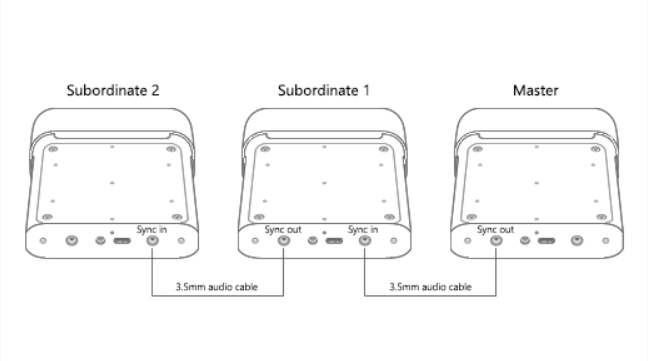 Subordinate 2
Subordinate 1
Master
Sync in
Sync out
Sync in
Sync out
3.5mm audio cable
3.5mm audio cable